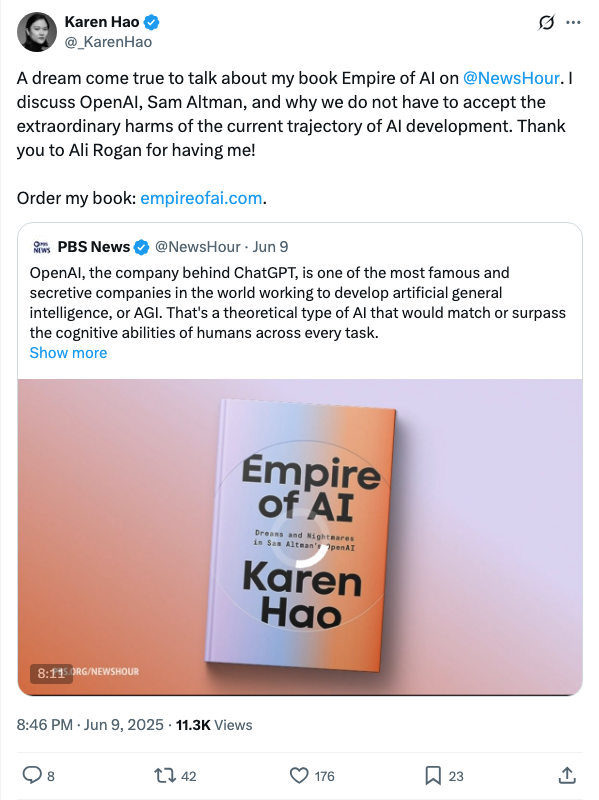 Karen Hao
@_KarenHao
A dream come true to talk about my book Empire of AI on @NewsHour. I
discuss OpenAI, Sam Altman, and why we do not have to accept the
extraordinary harms of the current trajectory of AI development. Thank
you to Ali Rogan for having me!
Order my book: empireofai.com.
PBS NEWS
PBS News @NewsHour · Jun 9
OpenAI, the company behind ChatGPT, is one of the most famous and
secretive companies in the world working to develop artificial general
intelligence, or AGI. That's a theoretical type of AI that would match or surpass
the cognitive abilities of humans across every task.
Show more
Empire
of AI
Dreams and Nightmares
in Sam Altman's OpenAI
Karen
Hao
8:11
PBS.ORG/NEWSHOUR
8:46 PM · Jun 9, 2025 · 11.3K Views
8 42 176 23